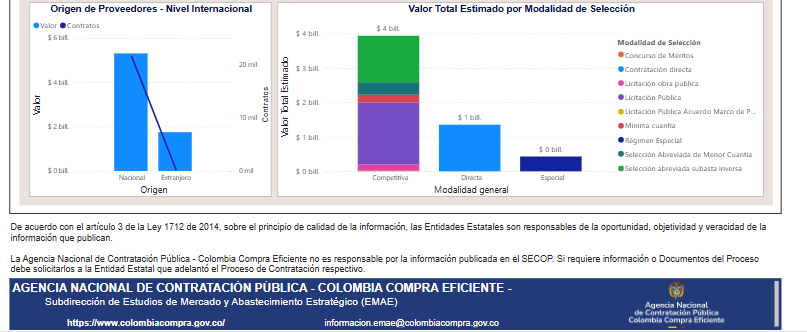 Origen de Proveedores - Nivel Internacional
Valor Contratos
$ 6 bill.
$ 4 bill.
$ 2 bill.
$ 0 bill.
20 mil
10 mil
0 mil
Valor
Contratos
Nacional Extranjero
Origen
Valor Total Estimado por Modalidad de Selección
$ 4 bill.
$ 3 bill.
$ 2 bill.
$ 1 bill.
$ 0 bill.
Valor Total Estimado
$ 4 bill.
$ 1 bill.
$ 0 bill.
Competitiva Directa Especial
Modalidad general
Modalidad de Selección
Concurso de Méritos
Contratación directa
Licitación obra pública
Licitación Pública
Licitación Pública Acuerdo Marco de P...
Mínima cuantía
Régimen Especial
Selección Abreviada de Menor Cuantía
Selección abreviada subasta inversa
De acuerdo con el artículo 3 de la Ley 1712 de 2014, sobre el principio de calidad de la información, las Entidades Estatales son responsables de la oportunidad, objetividad y veracidad de la
información que publican.
La Agencia Nacional de Contratación Pública - Colombia Compra Eficiente no es responsable por la información publicada en el SECOP. Si requiere información o Documentos del Proceso
debe solicitarlos a la Entidad Estatal que adelantó el Proceso de Contratación respectivo.
AGENCIA NACIONAL DE CONTRATACIÓN PÚBLICA - COLOMBIA COMPRA EFICIENTE -
Subdirección de Estudios de Mercado y Abastecimiento Estratégico (EMAE)
https://www.colombiacompra.gov.co/ informacion.emae@colombiacompra.gov.co
Agencia Nacional
de Contratación Pública
Colombia Compra Eficiente